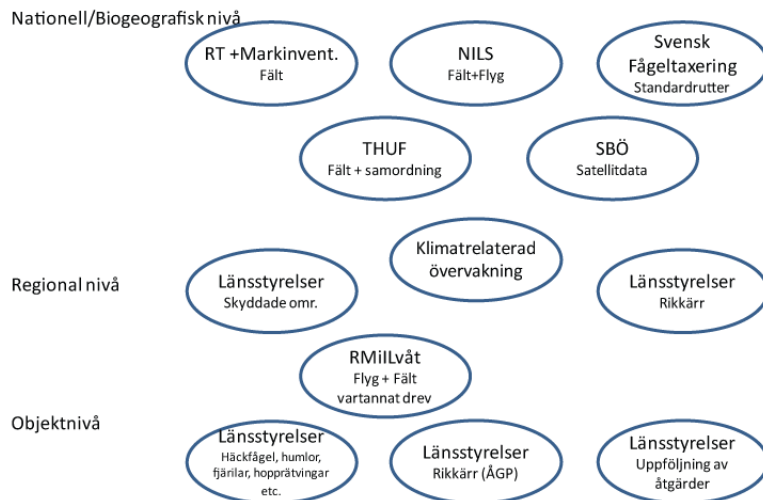 Nationell/Biogeografisk nivå
RT +Markinvent.
Fält
NILS
Fält+Flyg
Svensk
Fågeltaxering
Standardrutter
THUF
Fält + samordning
SBÖ
Satellitdata
Klimatrelaterad
övervakning
Regional nivå
Länsstyrelser
Skyddade omr.
Länsstyrelser
Rikkärr
RMiILvåt
Flyg + Fält
vartannat drev
Objektnivå
Länsstyrelser
Häckfågel, humlor,
fjärilar, hopprätvingar
etc.
Länsstyrelser
Rikkärr (ÅGP)
Länsstyrelser
Uppföljning av
åtgärder